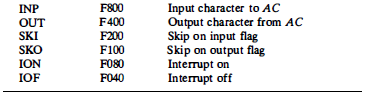 INP F800 Input character to AC
OUT F400 Output character from AC
SKI F200 Skip on input flag
SKO F100 Skip on output flag
ION F080 Interrupt on
IOF F040 Interrupt off